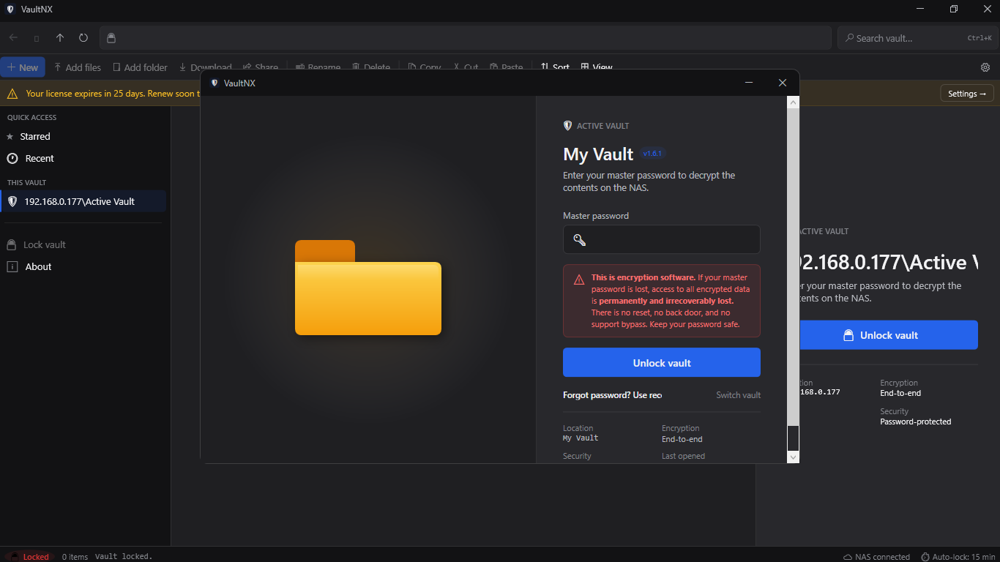 VaultNX
Search vault...
Ctrl+K
New
Add files
Add folder
Download
Share
Rename
Delete
Copy
Cut
Paste
Sort
View
Your license expires in 25 days. Renew soon t
Settings →
QUICK ACCESS
Starred
Recent
THIS VAULT
192.168.0.177\Active Vault
Lock vault
About
VaultNX
ACTIVE VAULT
My Vault
v1.6.1
Enter your master password to decrypt the
contents on the NAS.
Master password
This is encryption software. If your master
password is lost, access to all encrypted data
is permanently and irrecoverably lost.
There is no reset, no back door, and no
support bypass. Keep your password safe.
Unlock vault
Forgot password? Use reco
Switch vault
Location
My Vault
Encryption
End-to-end
Security
Last opened
CTIVE VAULT
2.168.0.177\Active
er your master password to decrypt the
tents on the NAS.
Unlock vault
tion
.168.0.177
Encryption
End-to-end
Security
Password-protected
Locked
0 items
Vault locked.
NAS connected
Auto-lock: 15 min